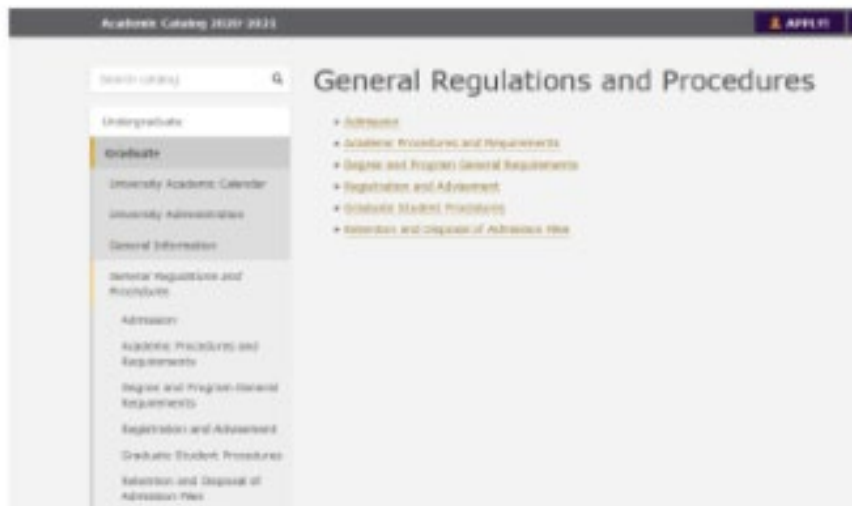 Academic Catalog 2020-2021
APPLY!
Search catalog
General Regulations and Procedures
Undergraduate
Graduate
University Academic Calendar
University Administration
General Information
General Regulations and
Procedures
Admission
Academic Procedures and
Requirements
Degree and Program General
Requirements
Registration and Advisement
Graduate Student Procedures
Retention and Disposal of
Admission Files
Admission
Academic Procedures and Requirements
Degree and Program General Requirements
Registration and Advisement
Graduate Student Procedures
Retention and Disposal of Admission Files